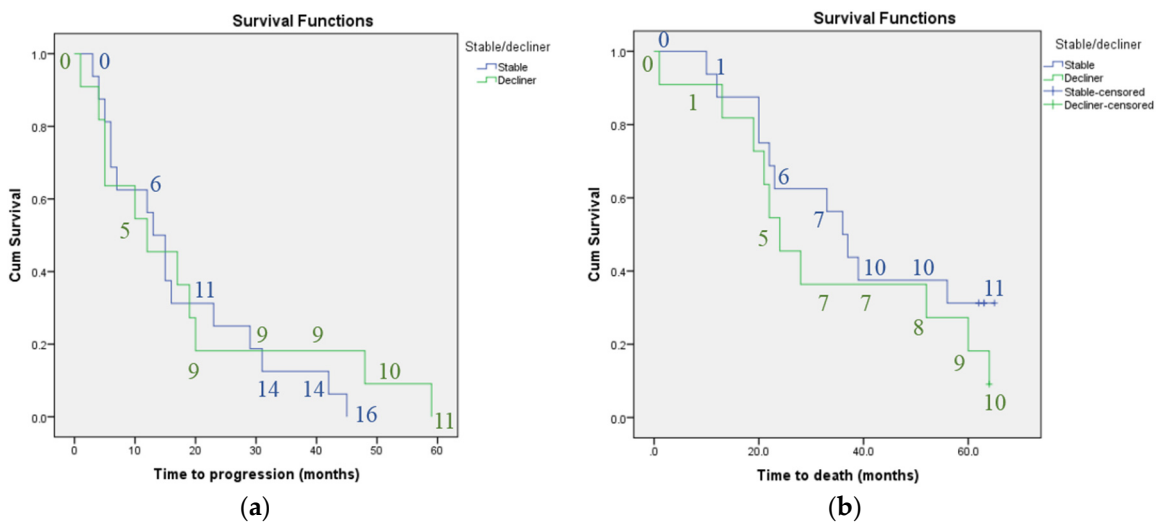 Survival Functions
Stable/decliner
Stable
Decliner
Cum Survival
1.0
0.8
0.6
0.4
0.2
0.0
0 0
6
5
11
9 9
9
14 14
10
16
11
0 10 20 30 40 50 60
Time to progression (months)
(a)
Survival Functions
Stable/decliner
Stable
Decliner
Stable-censored
Decliner-censored
Cum Survival
1.0
0.8
0.6
0.4
0.2
0.0
0
0
1
1
6
7
5
10 10
11
7 7
8
9
10
.0 20.0 40.0 60.0
Time to death (months)
(b)